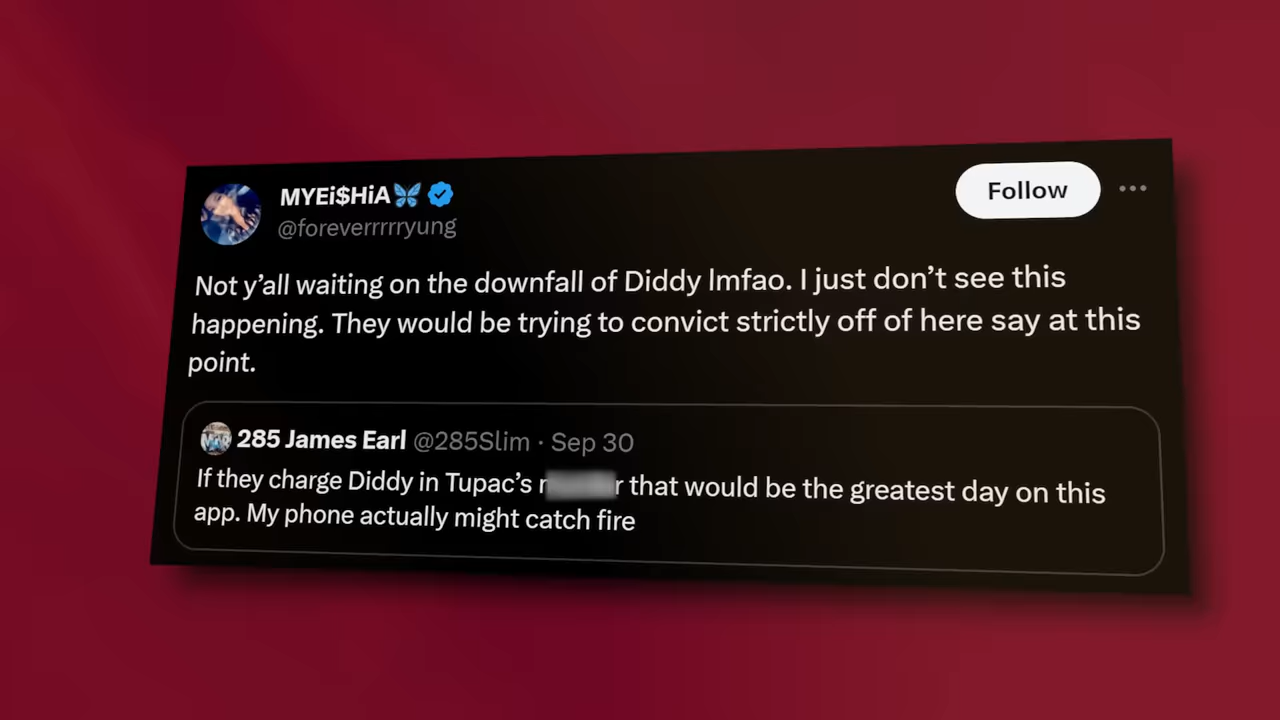 MYEi$HiA🦋
@foreverrrrryung
Follow
Not y’all waiting on the downfall of Diddy lmfao. I just don’t see this
happening. They would be trying to convict strictly off of here say at this
point.
285 James Earl @285Slim · Sep 30
If they charge Diddy in Tupac’s that would be the greatest day on this
app. My phone actually might catch fire